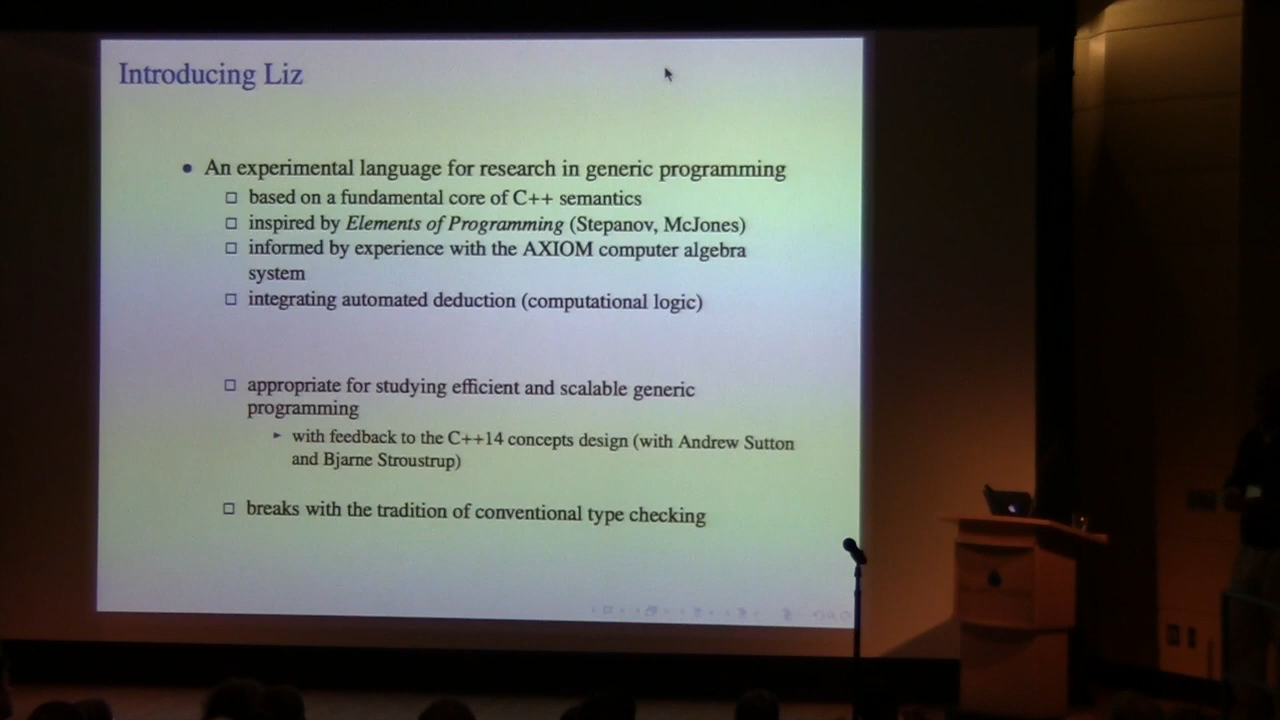 Introducing Liz
• An experimental language for research in generic programming
□ based on a fundamental core of C++ semantics
□ inspired by Elements of Programming (Stepanov, McJones)
□ informed by experience with the AXIOM computer algebra
system
□ integrating automated deduction (computational logic)
□ appropriate for studying efficient and scalable generic
programming
► with feedback to the C++14 concepts design (with Andrew Sutton
and Bjarne Stroustrup)
□ breaks with the tradition of conventional type checking